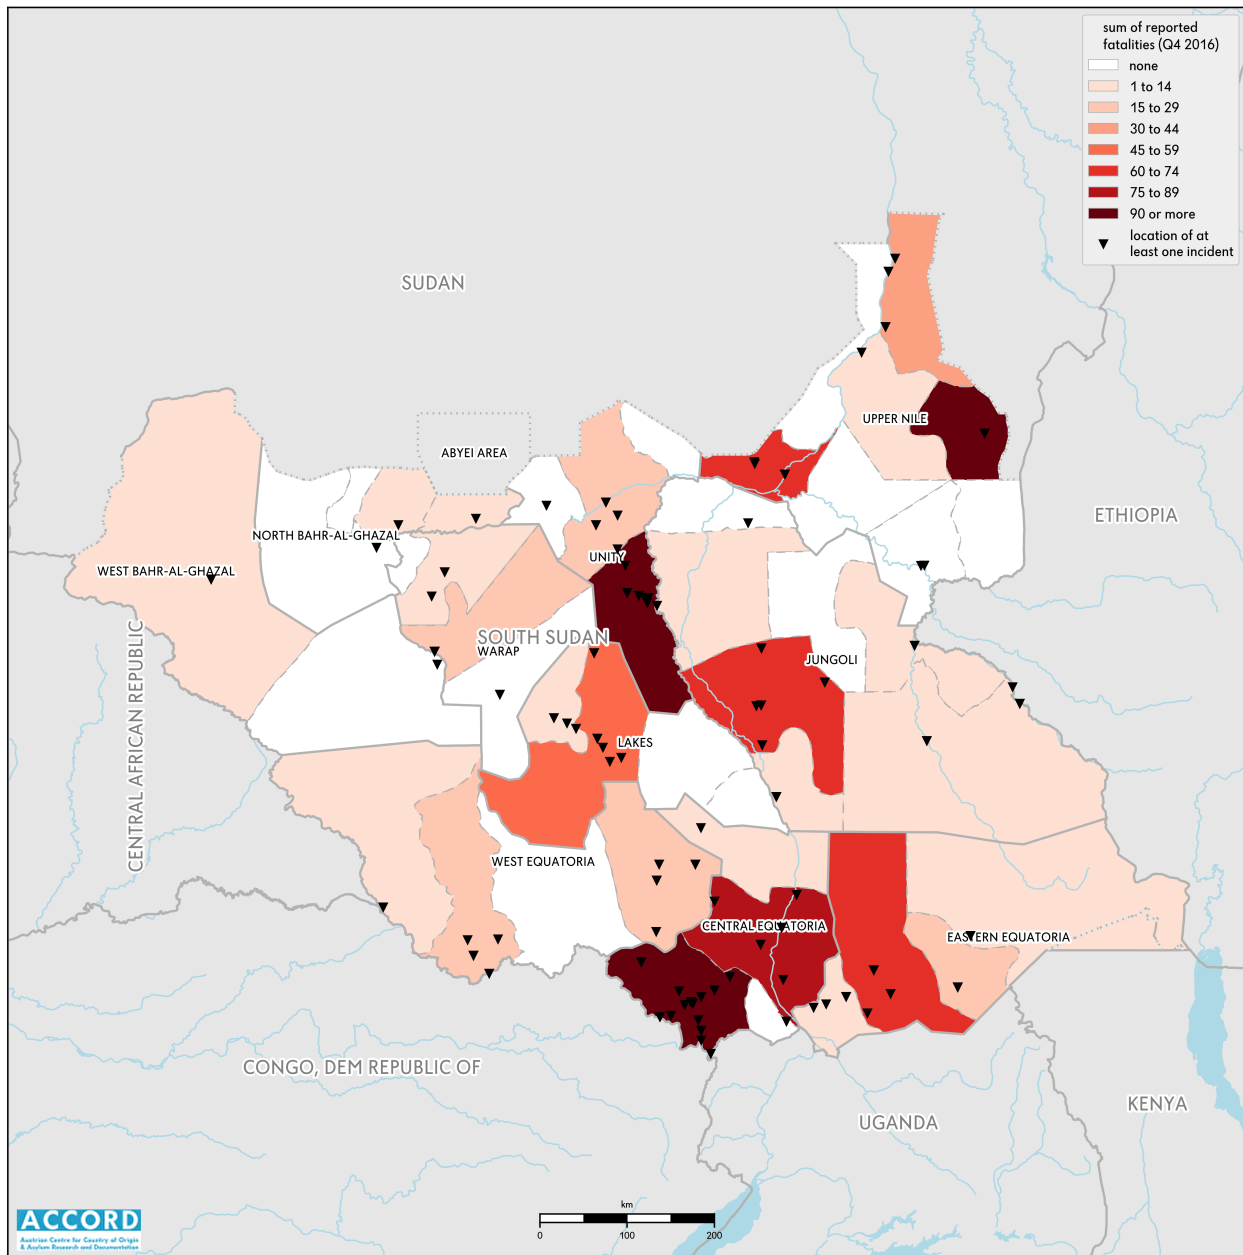 sum of reported
fatalities (Q4 2016)
none
1 to 14
15 to 29
30 to 44
45 to 59
60 to 74
75 to 89
90 or more
location of at
least one incident
SUDAN
UPPER NILE
ABYEI AREA
ETHIOPIA
NORTH BAHR-AL-GHAZAL
UNITY
WEST BAHR-AL-GHAZAL
SOUTH SUDAN
WARAP
JUNGOLI
CENTRAL AFRICAN REPUBLIC
LAKES
WEST EQUATORIA
CENTRAL EQUATORIA
EASTERN EQUATORIA
CONGO, DEM REPUBLIC OF
KENYA
UGANDA
km
0 100 200
ACCORD
Austrian Centre for Country of Origin
& Asylum Research and Documentation